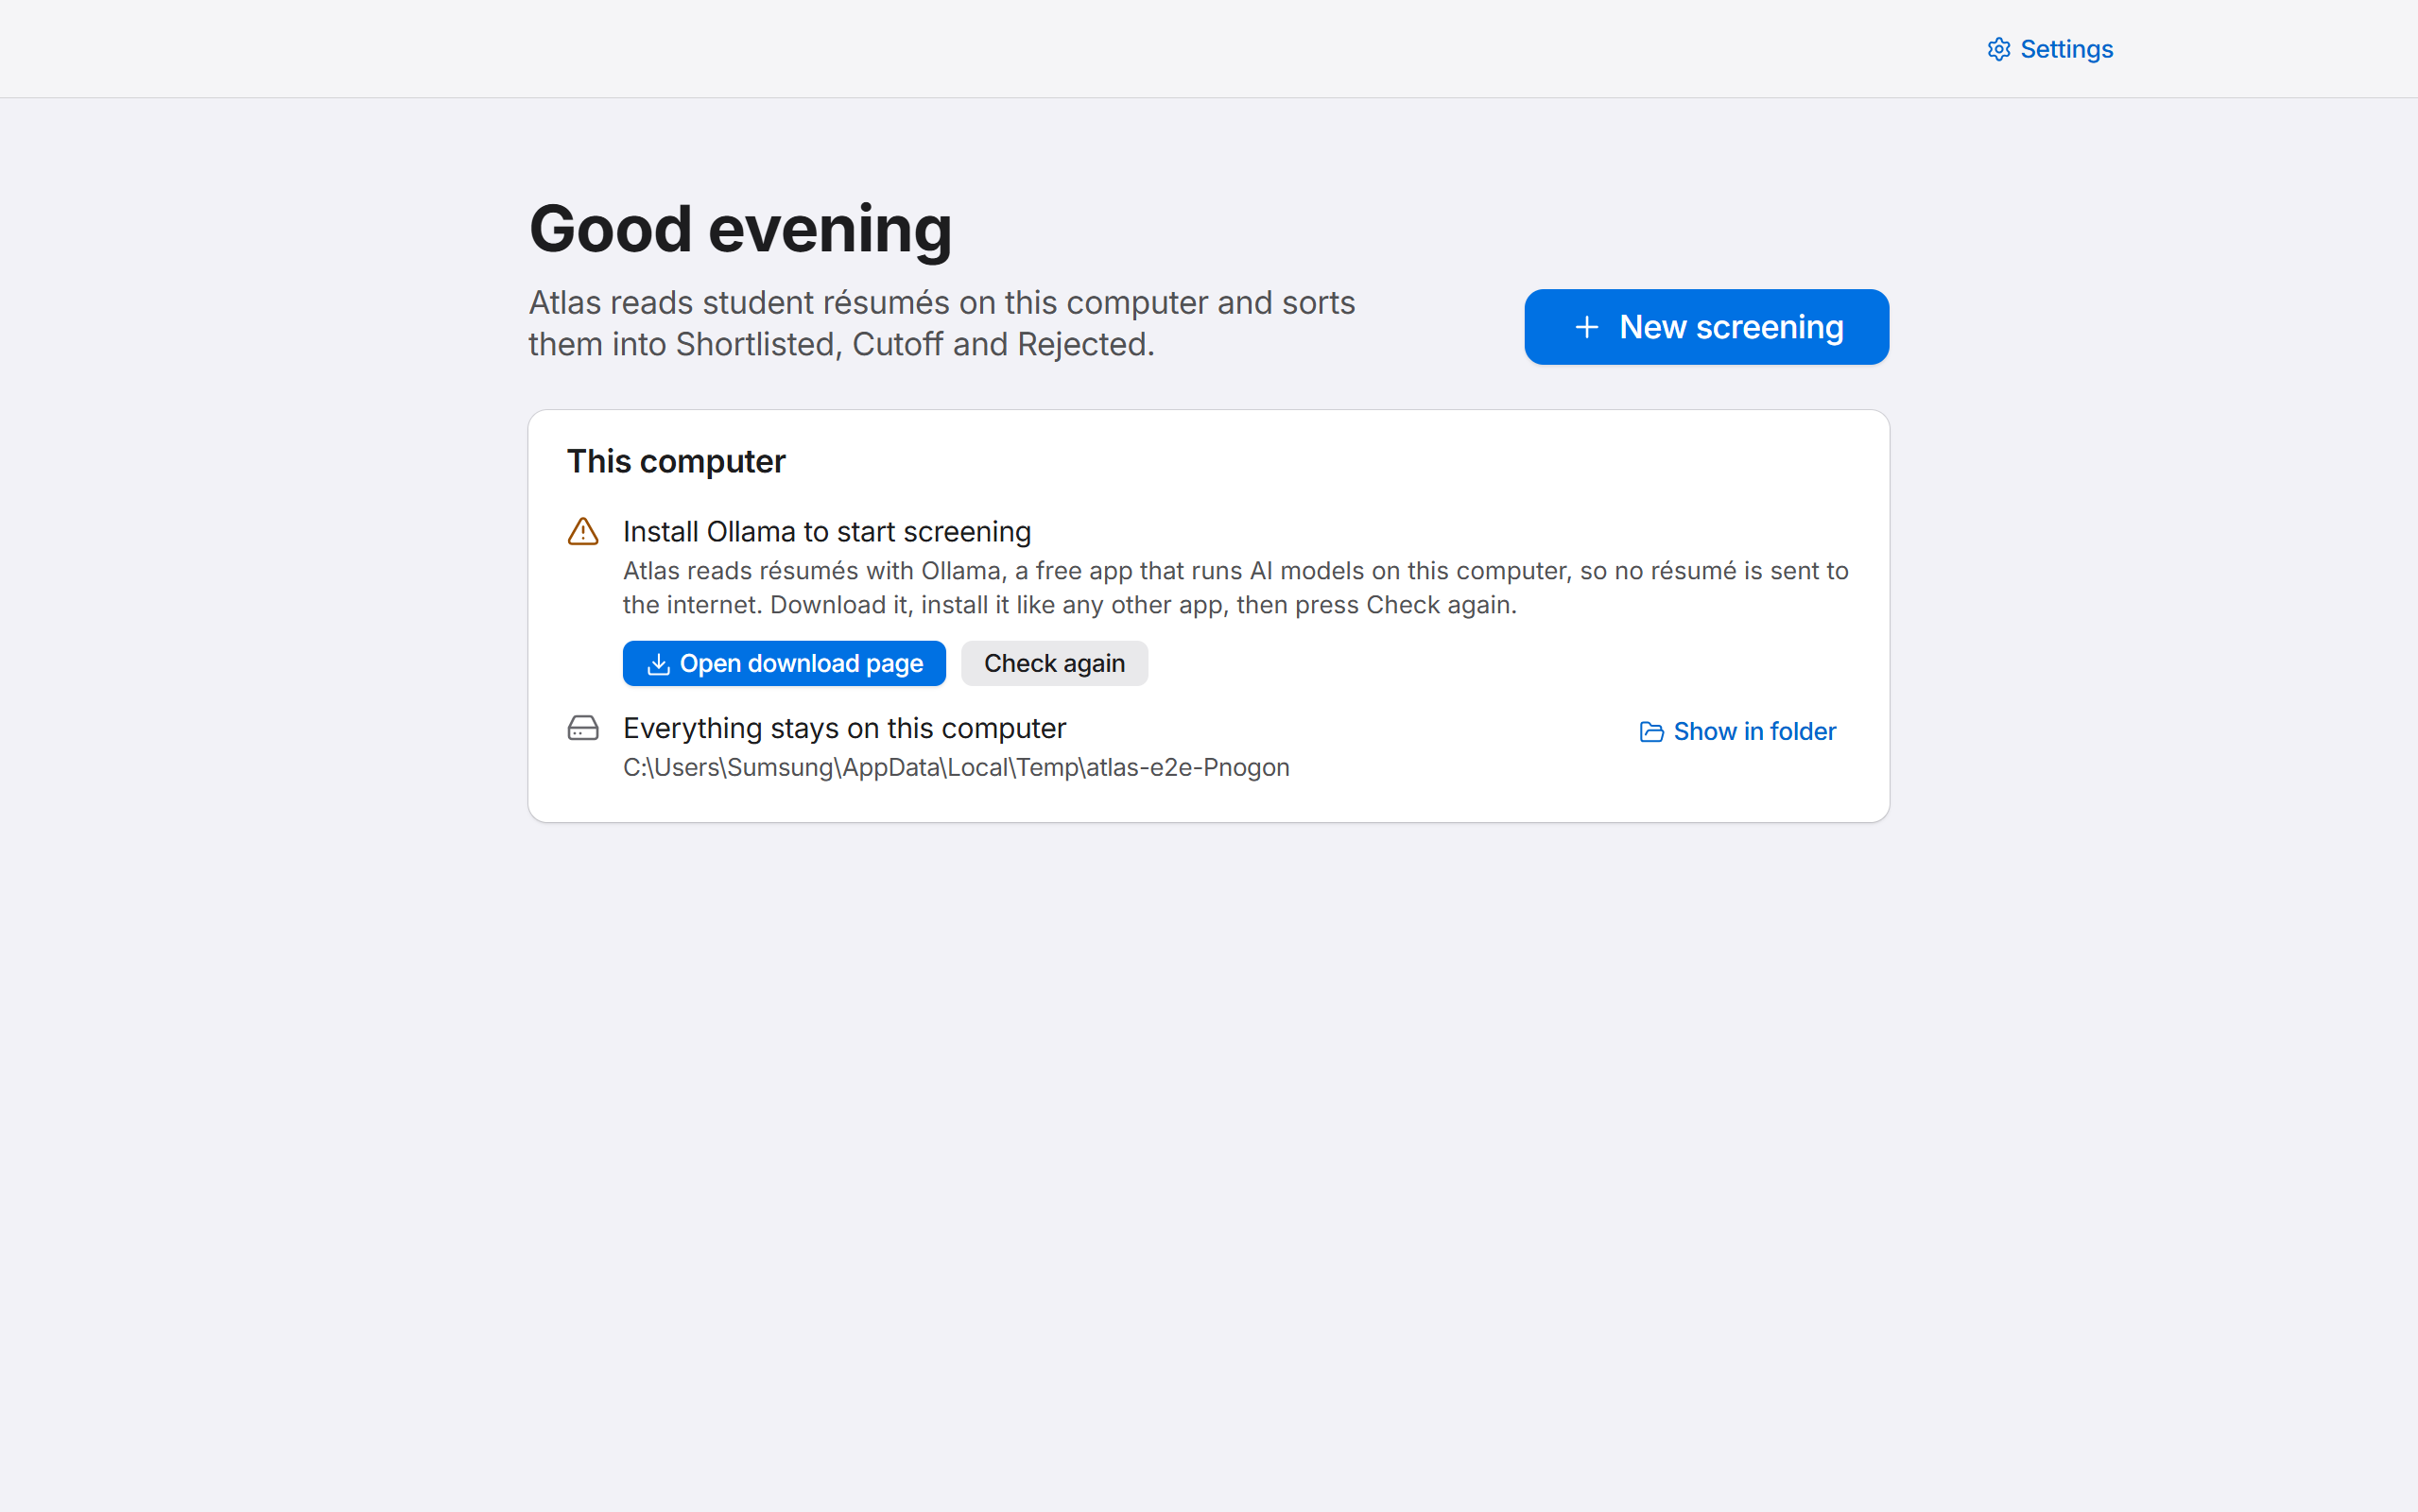 Settings
Good evening
Atlas reads student résumés on this computer and sorts
them into Shortlisted, Cutoff and Rejected.
New screening
This computer
Install Ollama to start screening
Atlas reads résumés with Ollama, a free app that runs AI models on this computer, so no résumé is sent to
the internet. Download it, install it like any other app, then press Check again.
Open download page
Check again
Everything stays on this computer
Show in folder
C:\Users\Sumsung\AppData\Local\Temp\atlas-e2e-Pnogon